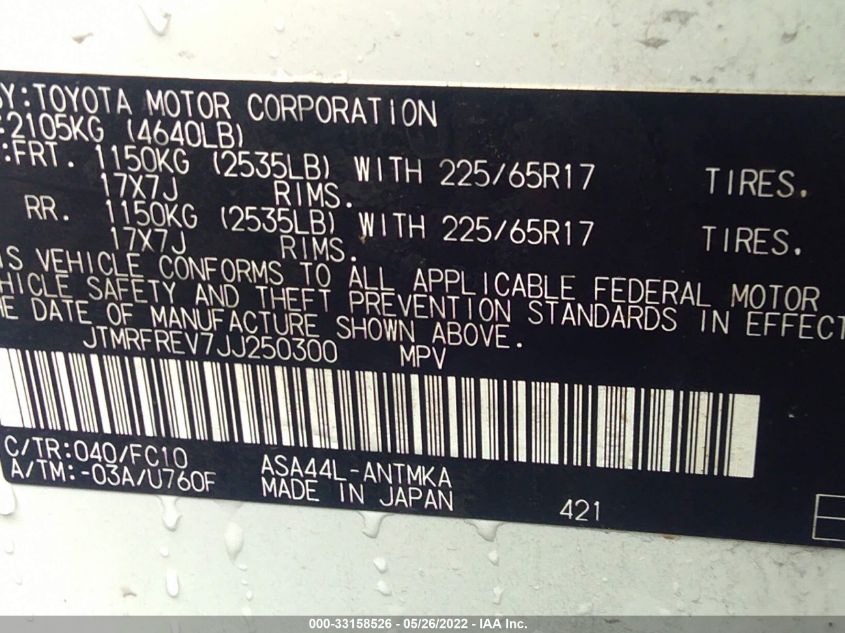 Y:TOYOTA MOTOR CORPORATION
:2105KG (4640LB)
:FRT. 1150KG (2535LB) WITH 225/65R17 TIRES.
17X7J RIMS.
RR. 1150KG (2535LB) WITH 225/65R17 TIRES.
17X7J RIMS.
S VEHICLE CONFORMS TO ALL APPLICABLE FEDERAL MOTOR
HICLE SAFETY AND THEFT PREVENTION STANDARDS IN EFFECT
E DATE OF MANUFACTURE SHOWN ABOVE.
JTMRFREV7JJ250300 MPV
C/TR:040/FC10 ASA44L-ANTMKA
A/TM:-03A/U760F MADE IN JAPAN 421
000-33158526 - 05/26/2022 - IAA Inc.